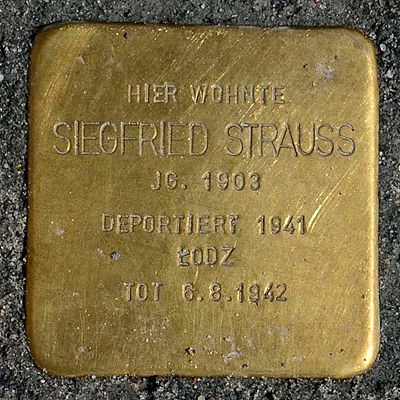 HIER WOHNTE
SIEGFRIED STRAUSS
JG. 1903
DEPORTIERT 1941
ŁODZ
TOT 6.8.1942